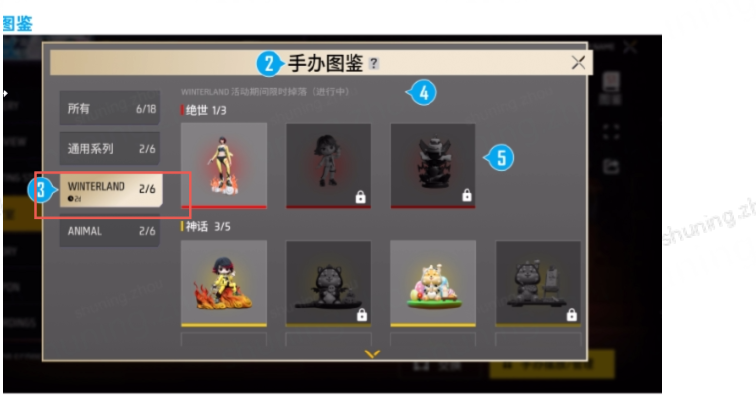 图鉴
2 手办图鉴 ?
WINTERLAND 活动期间限时掉落（进行中）
4
所有 6/18
绝世 1/3
通用系列 2/6
5
3
WINTERLAND 2/6
2d
神话 3/5
ANIMAL 2/6
shuning.zh